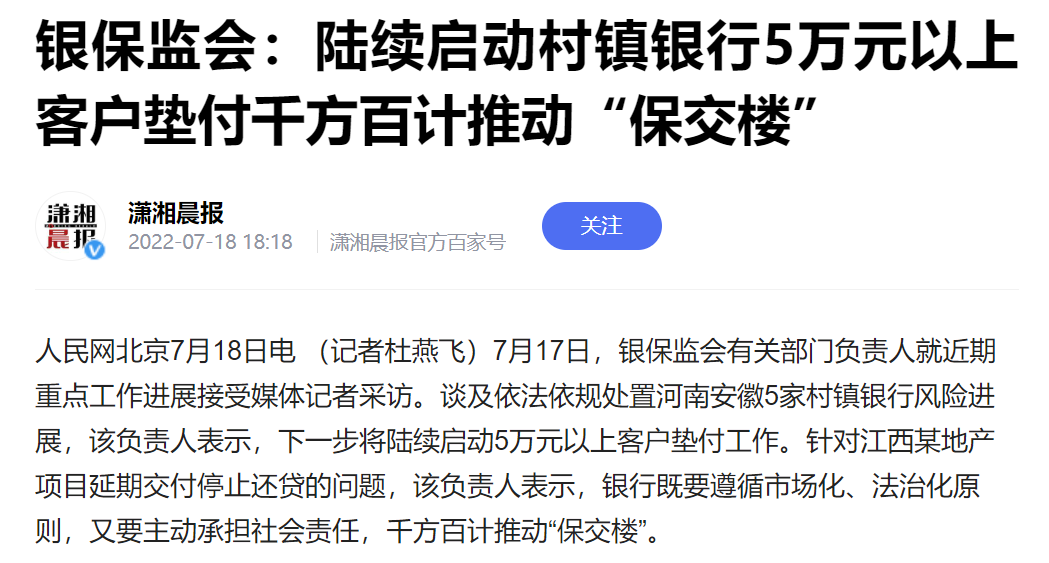 银保监会：陆续启动村镇银行5万元以上
客户垫付千方百计推动“保交楼”
潇湘
晨报
潇湘晨报
2022-07-18 18:18
潇湘晨报官方百家号
关注
人民网北京7月18日电 （记者杜燕飞）7月17日，银保监会有关部门负责人就近期
重点工作进展接受媒体记者采访。谈及依法依规处置河南安徽5家村镇银行风险进
展，该负责人表示，下一步将陆续启动5万元以上客户垫付工作。针对江西某地产
项目延期交付停止还贷的问题，该负责人表示，银行既要遵循市场化、法治化原
则，又要主动承担社会责任，千方百计推动“保交楼”。